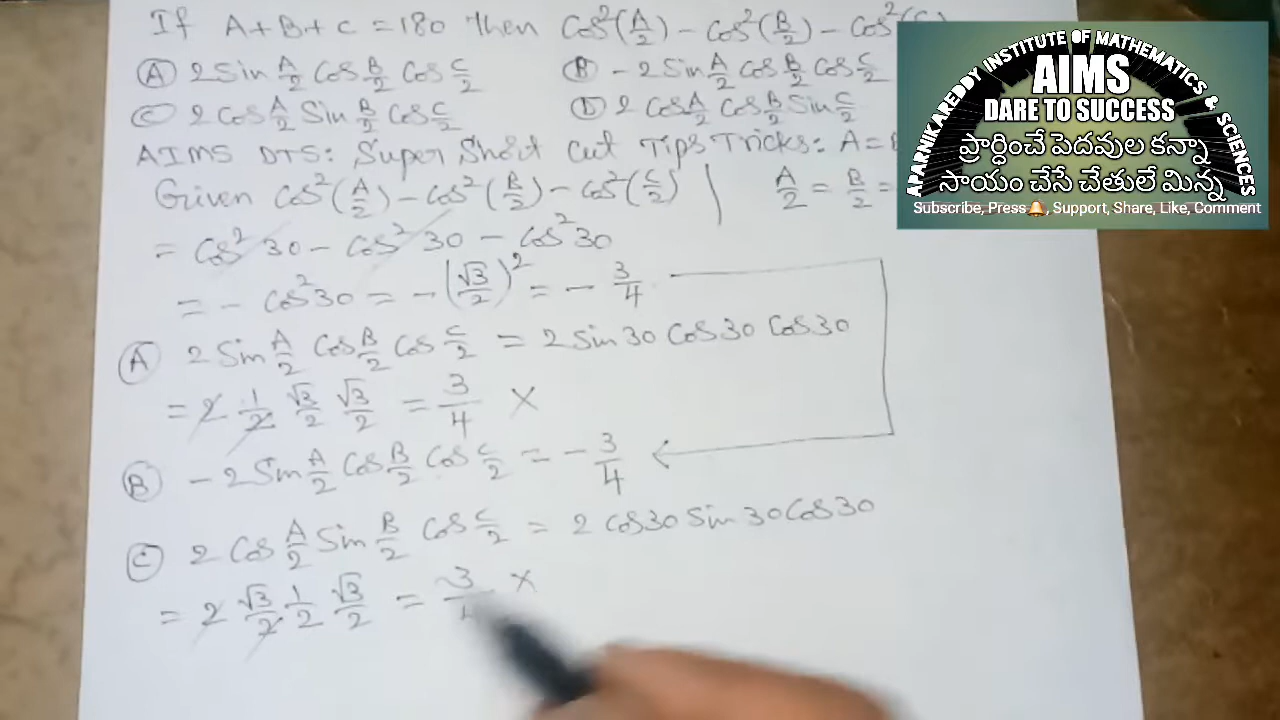 If A+B+C = 180 then Cos²(A/2) - Cos²(B/2) - Cos²(C/2)
Ⓐ 2 Sin A/2 Cos B/2 Cos C/2 Ⓑ -2 Sin A/2 Cos B/2 Cos C/2
Ⓒ 2 Cos A/2 Sin B/2 Cos C/2 Ⓓ 2 Cos A/2 Cos B/2 Sin C/2
AIMS DTS: Super Short Cut Tips Tricks: A =
Given Cos²(A/2) - Cos²(B/2) - Cos²(C/2) | A/2 = B/2 =
= Cos² 30 - Cos² 30 - Cos² 30
= - Cos² 30 = - (√3/2)² = - 3/4
Ⓐ 2 Sin A/2 Cos B/2 Cos C/2 = 2 Sin 30 Cos 30 Cos 30
= 2 1/2 √3/2 √3/2 = 3/4 ×
Ⓑ - 2 Sin A/2 Cos B/2 Cos C/2 = - 3/4
Ⓒ 2 Cos A/2 Sin B/2 Cos C/2 = 2 Cos 30 Sin 30 Cos 30
= 2 √3/2 1/2 √3/2 = 3/4 ×
APARNIKAREDDY INSTITUTE OF MATHEMATICS & SCIENCES
AIMS
DARE TO SUCCESS
ప్రార్ధించే పెదవుల కన్నా
సాయం చేసే చేతులే మిన్న
Subscribe, Press🔔, Support, Share, Like, Comment